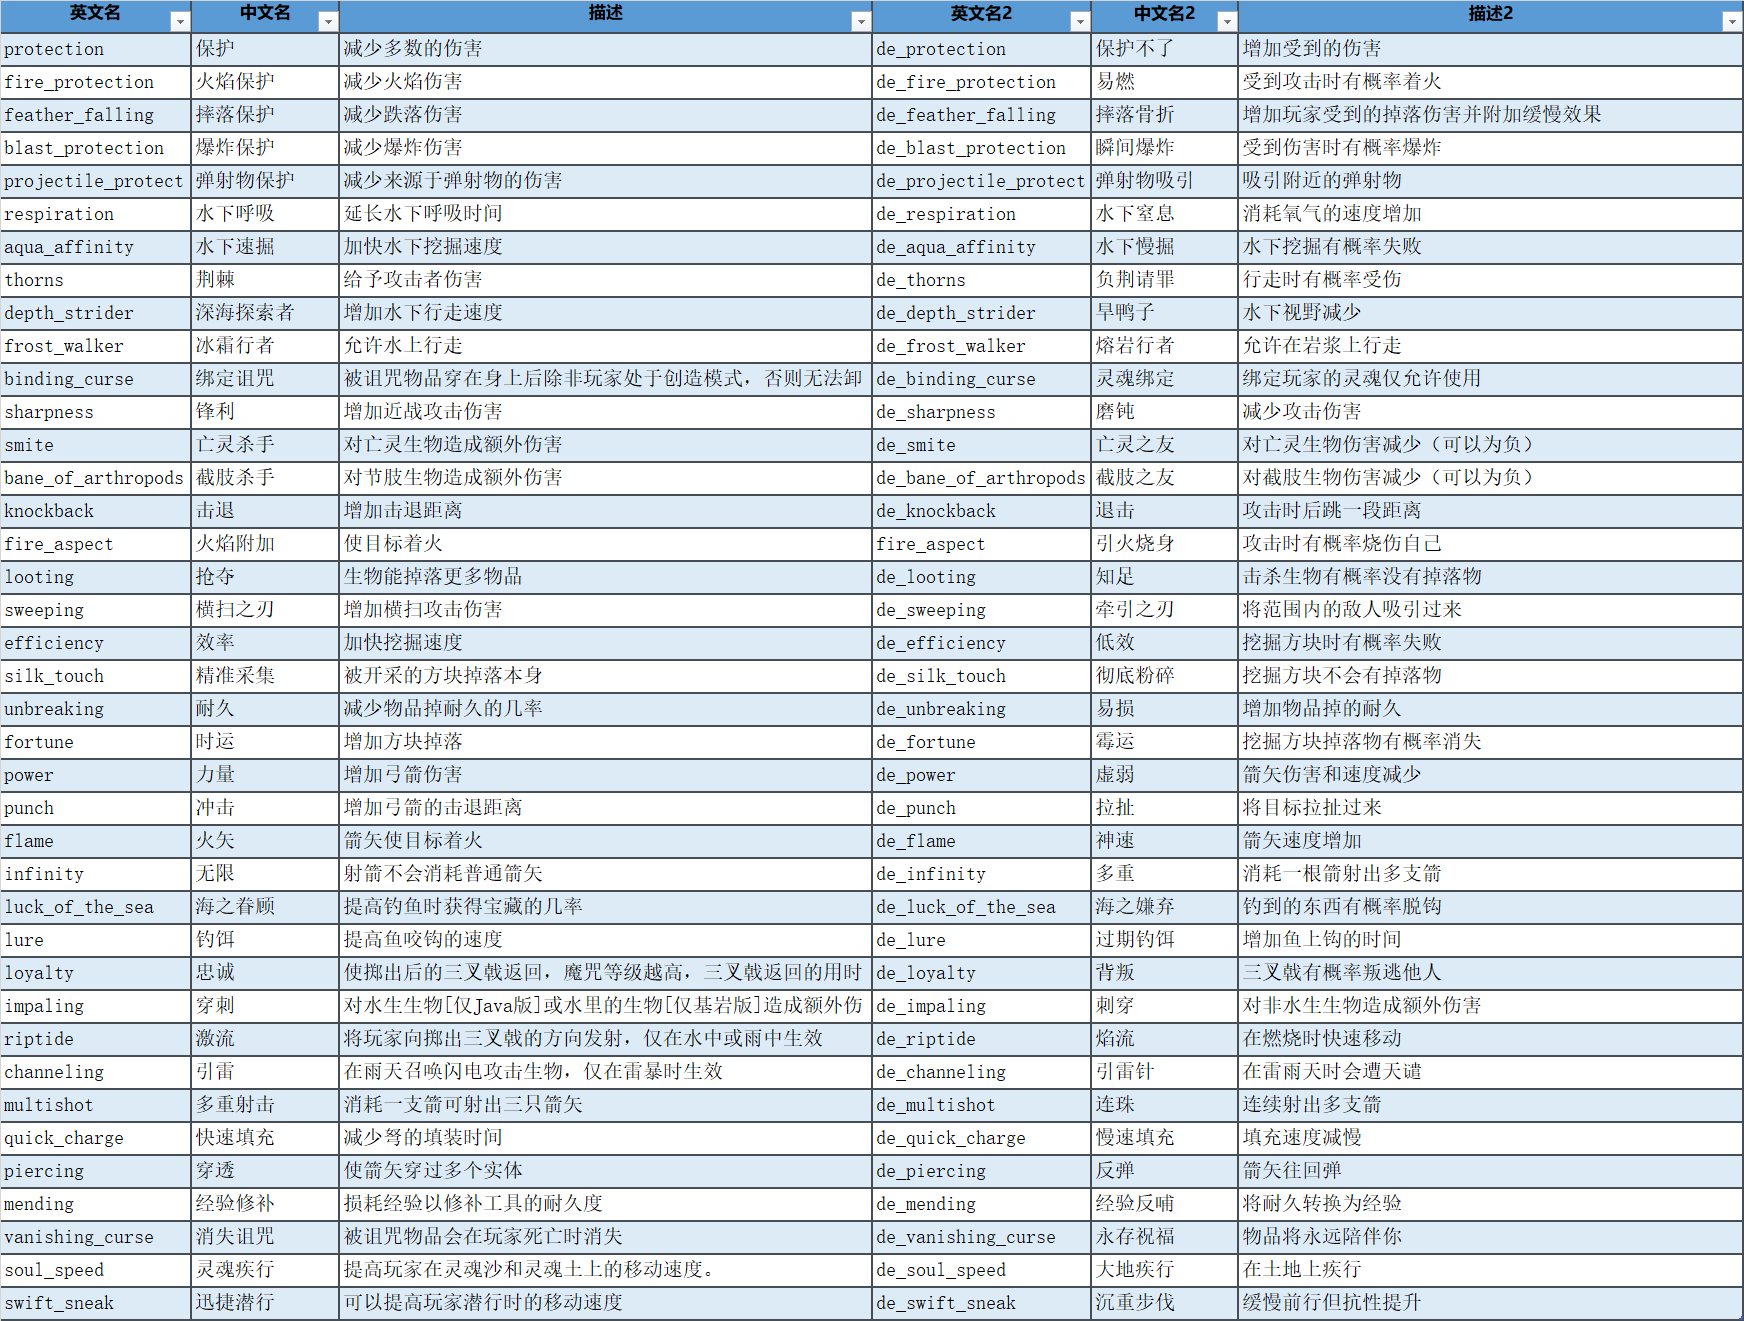 英文名 中文名 描述 英文名2 中文名2 描述2
protection 保护 减少多数的伤害 de_protection 保护不了 增加受到的伤害
fire_protection 火焰保护 减少火焰伤害 de_fire_protection 易燃 受到攻击时有概率着火
feather_falling 摔落保护 减少跌落伤害 de_feather_falling 摔落骨折 增加玩家受到的掉落伤害并附加缓慢效果
blast_protection 爆炸保护 减少爆炸伤害 de_blast_protection 瞬间爆炸 受到伤害时有概率爆炸
projectile_protect 弹射物保护 减少来源于弹射物的伤害 de_projectile_protect 弹射物吸引 吸引附近的弹射物
respiration 水下呼吸 延长水下呼吸时间 de_respiration 水下窒息 消耗氧气的速度增加
aqua_affinity 水下速掘 加快水下挖掘速度 de_aqua_affinity 水下慢掘 水下挖掘有概率失败
thorns 荆棘 给予攻击者伤害 de_thorns 负荆请罪 行走时有概率受伤
depth_strider 深海探索者 增加水下行走速度 de_depth_strider 旱鸭子 水下视野减少
frost_walker 冰霜行者 允许水上行走 de_frost_walker 熔岩行者 允许在岩浆上行走
binding_curse 绑定诅咒 被诅咒物品穿在身上后除非玩家处于创造模式，否则无法卸 de_binding_curse 灵魂绑定 绑定玩家的灵魂仅允许使用
sharpness 锋利 增加近战攻击伤害 de_sharpness 磨钝 减少攻击伤害
smite 亡灵杀手 对亡灵生物造成额外伤害 de_smite 亡灵之友 对亡灵生物伤害减少（可以为负）
bane_of_arthropods 截肢杀手 对节肢生物造成额外伤害 de_bane_of_arthropods 截肢之友 对截肢生物伤害减少（可以为负）
knockback 击退 增加击退距离 de_knockback 退击 攻击时后跳一段距离
fire_aspect 火焰附加 使目标着火 fire_aspect 引火烧身 攻击时有概率烧伤自己
looting 抢夺 生物能掉落更多物品 de_looting 知足 击杀生物有概率没有掉落物
sweeping 横扫之刃 增加横扫攻击伤害 de_sweeping 牵引之刃 将范围内的敌人吸引过来
efficiency 效率 加快挖掘速度 de_efficiency 低效 挖掘方块时有概率失败
silk_touch 精准采集 被开采的方块掉落本身 de_silk_touch 彻底粉碎 挖掘方块不会有掉落物
unbreaking 耐久 减少物品掉耐久的几率 de_unbreaking 易损 增加物品掉的耐久
fortune 时运 增加方块掉落 de_fortune 霉运 挖掘方块掉落物有概率消失
power 力量 增加弓箭伤害 de_power 虚弱 箭矢伤害和速度减少
punch 冲击 增加弓箭的击退距离 de_punch 拉扯 将目标拉扯过来
flame 火矢 箭矢使目标着火 de_flame 神速 箭矢速度增加
infinity 无限 射箭不会消耗普通箭矢 de_infinity 多重 消耗一根箭射出多支箭
luck_of_the_sea 海之眷顾 提高钓鱼时获得宝藏的几率 de_luck_of_the_sea 海之嫌弃 钓到的东西有概率脱钩
lure 钓饵 提高鱼咬钩的速度 de_lure 过期钓饵 增加鱼上钩的时间
loyalty 忠诚 使掷出后的三叉戟返回，魔咒等级越高，三叉戟返回的用时 de_loyalty 背叛 三叉戟有概率叛逃他人
impaling 穿刺 对水生生物[仅Java版]或水里的生物[仅基岩版]造成额外伤 de_impaling 刺穿 对非水生生物造成额外伤害
riptide 激流 将玩家向掷出三叉戟的方向发射，仅在水中或雨中生效 de_riptide 焰流 在燃烧时快速移动
channeling 引雷 在雨天召唤闪电攻击生物，仅在雷暴时生效 de_channeling 引雷针 在雷雨天时会遭天谴
multishot 多重射击 消耗一支箭可射出三只箭矢 de_multishot 连珠 连续射出多支箭
quick_charge 快速填充 减少弩的填装时间 de_quick_charge 慢速填充 填充速度减慢
piercing 穿透 使箭矢穿过多个实体 de_piercing 反弹 箭矢往回弹
mending 经验修补 损耗经验以修补工具的耐久度 de_mending 经验反哺 将耐久转换为经验
vanishing_curse 消失诅咒 被诅咒物品会在玩家死亡时消失 de_vanishing_curse 永存祝福 物品将永远陪伴你
soul_speed 灵魂疾行 提高玩家在灵魂沙和灵魂土上的移动速度。 de_soul_speed 大地疾行 在土地上疾行
swift_sneak 迅捷潜行 可以提高玩家潜行时的移动速度 de_swift_sneak 沉重步伐 缓慢前行但抗性提升